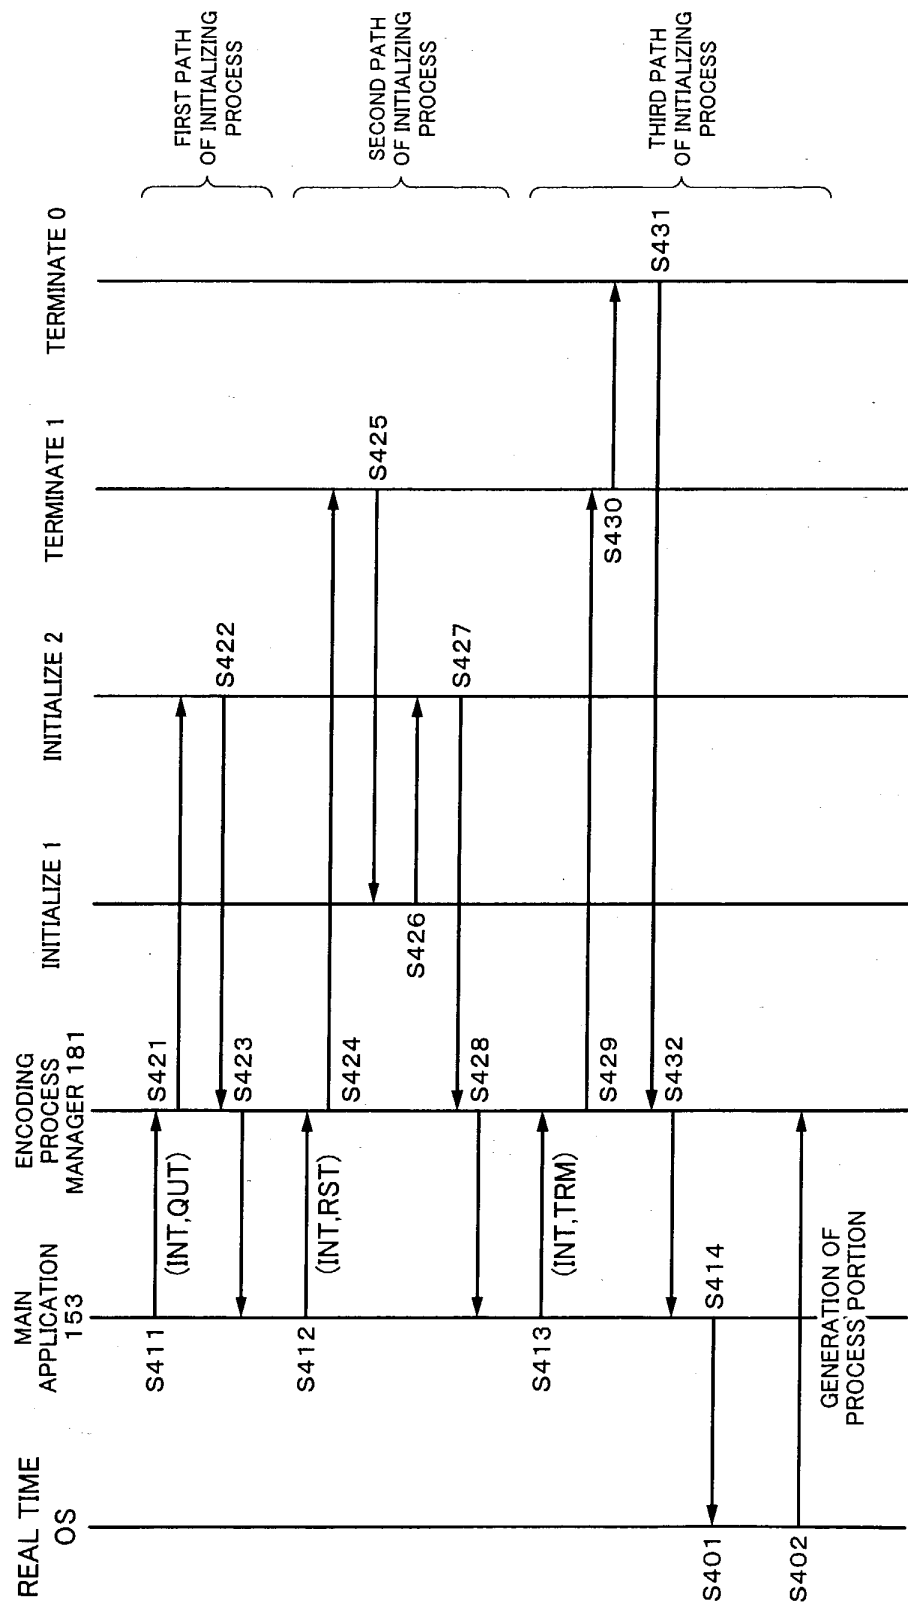 REAL TIME
OS
MAIN
APPLICATION
153
ENCODING
PROCESS
MANAGER 181
INITIALIZE 1
INITIALIZE 2
TERMINATE 1
TERMINATE 0
S411
(INT,QUT)
S421
S422
S423
FIRST PATH
OF INITIALIZING
PROCESS
S412
(INT,RST)
S424
S425
S426
S427
S428
SECOND PATH
OF INITIALIZING
PROCESS
S413
(INT,TRM)
S429
S430
S431
S432
THIRD PATH
OF INITIALIZING
PROCESS
S401
S414
S402
GENERATION OF
PROCESS PORTION